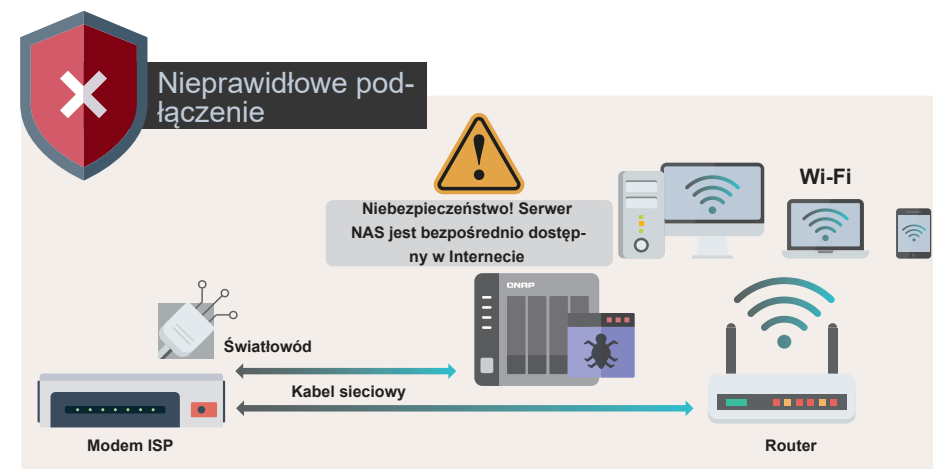 Nieprawidłowe pod-
łączenie
Wi-Fi
Niebezpieczeństwo! Serwer
NAS jest bezpośrednio dostęp-
ny w Internecie
QNAP
Światłowód
Kabel sieciowy
Modem ISP
Router